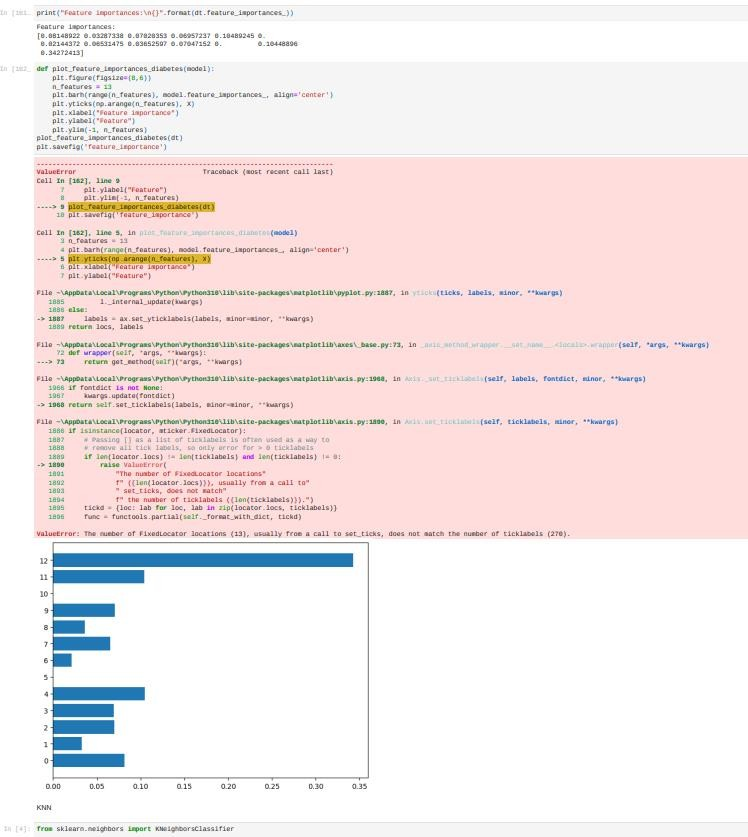 In [161…
print("Feature importances:\n{}".format(dt.feature_importances_))
Feature importances:
[0.08148922 0.03287338 0.07020353 0.06957237 0.10489245 0.
0.02144372 0.06531475 0.03652597 0.07047152 0. 0.10448896
0.34272413]
In [162…
def plot_feature_importances_diabetes(model):
plt.figure(figsize=(8,6))
n_features = 13
plt.barh(range(n_features), model.feature_importances_, align='center')
plt.yticks(np.arange(n_features), X)
plt.xlabel("Feature importance")
plt.ylabel("Feature")
plt.ylim(-1, n_features)
plot_feature_importances_diabetes(dt)
plt.savefig('feature_importance')
---------------------------------------------------------------------------
ValueError Traceback (most recent call last)
Cell In [162], line 9
7 plt.ylabel("Feature")
8 plt.ylim(-1, n_features)
----> 9 plot_feature_importances_diabetes(dt)
10 plt.savefig('feature_importance')
Cell In [162], line 5, in plot_feature_importances_diabetes(model)
3 n_features = 13
4 plt.barh(range(n_features), model.feature_importances_, align='center')
----> 5 plt.yticks(np.arange(n_features), X)
6 plt.xlabel("Feature importance")
7 plt.ylabel("Feature")
File ~\AppData\Local\Programs\Python\Python310\lib\site-packages\matplotlib\pyplot.py:1887, in yticks(ticks, labels, minor, **kwargs)
1885 l._internal_update(kwargs)
1886 else:
-> 1887 labels = ax.set_yticklabels(labels, minor=minor, **kwargs)
1889 return locs, labels
File ~\AppData\Local\Programs\Python\Python310\lib\site-packages\matplotlib\axes\_base.py:73, in _axis_method_wrapper.__set_name__.<locals>.wrapper(self, *args, **kwargs)
72 def wrapper(self, *args, **kwargs):
---> 73 return get_method(self)(*args, **kwargs)
File ~\AppData\Local\Programs\Python\Python310\lib\site-packages\matplotlib\axis.py:1968, in Axis._set_ticklabels(self, labels, fontdict, minor, **kwargs)
1966 if fontdict is not None:
1967 kwargs.update(fontdict)
-> 1968 return self.set_ticklabels(labels, minor=minor, **kwargs)
File ~\AppData\Local\Programs\Python\Python310\lib\site-packages\matplotlib\axis.py:1890, in Axis.set_ticklabels(self, ticklabels, minor, **kwargs)
1886 if isinstance(locator, mticker.FixedLocator):
1887 # Passing [] as a list of ticklabels is often used as a way to
1888 # remove all tick labels, so only error for > 0 ticklabels
1889 if len(locator.locs) != len(ticklabels) and len(ticklabels) != 0:
-> 1890 raise ValueError(
1891 "The number of FixedLocator locations"
1892 f" ({len(locator.locs)}), usually from a call to"
1893 " set_ticks, does not match"
1894 f" the number of ticklabels ({len(ticklabels)}).")
1895 tickd = {loc: lab for loc, lab in zip(locator.locs, ticklabels)}
1896 func = functools.partial(self._format_with_dict, tickd)
ValueError: The number of FixedLocator locations (13), usually from a call to set_ticks, does not match the number of ticklabels (270).
12
11
10
9
8
7
6
5
4
3
2
1
0
0.00 0.05 0.10 0.15 0.20 0.25 0.30 0.35
KNN
In [4]:
from sklearn.neighbors import KNeighborsClassifier